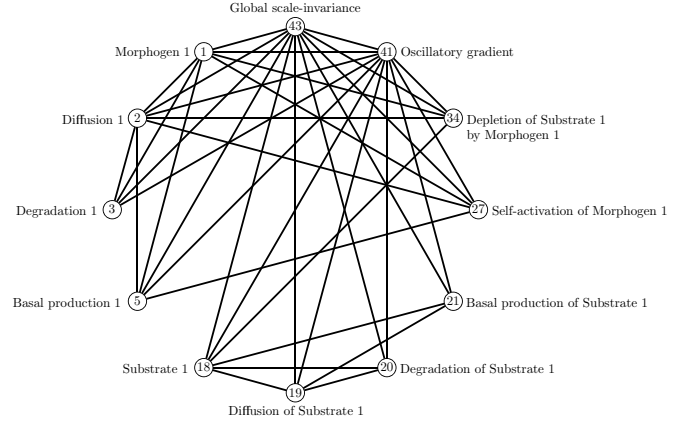 Global scale-invariance
43
Morphogen 1 1
41 Oscillatory gradient
Diffusion 1 2
34 Depletion of Substrate 1
by Morphogen 1
Degradation 1 3
27 Self-activation of Morphogen 1
Basal production 1 5
21 Basal production of Substrate 1
Substrate 1 18
20 Degradation of Substrate 1
19
Diffusion of Substrate 1